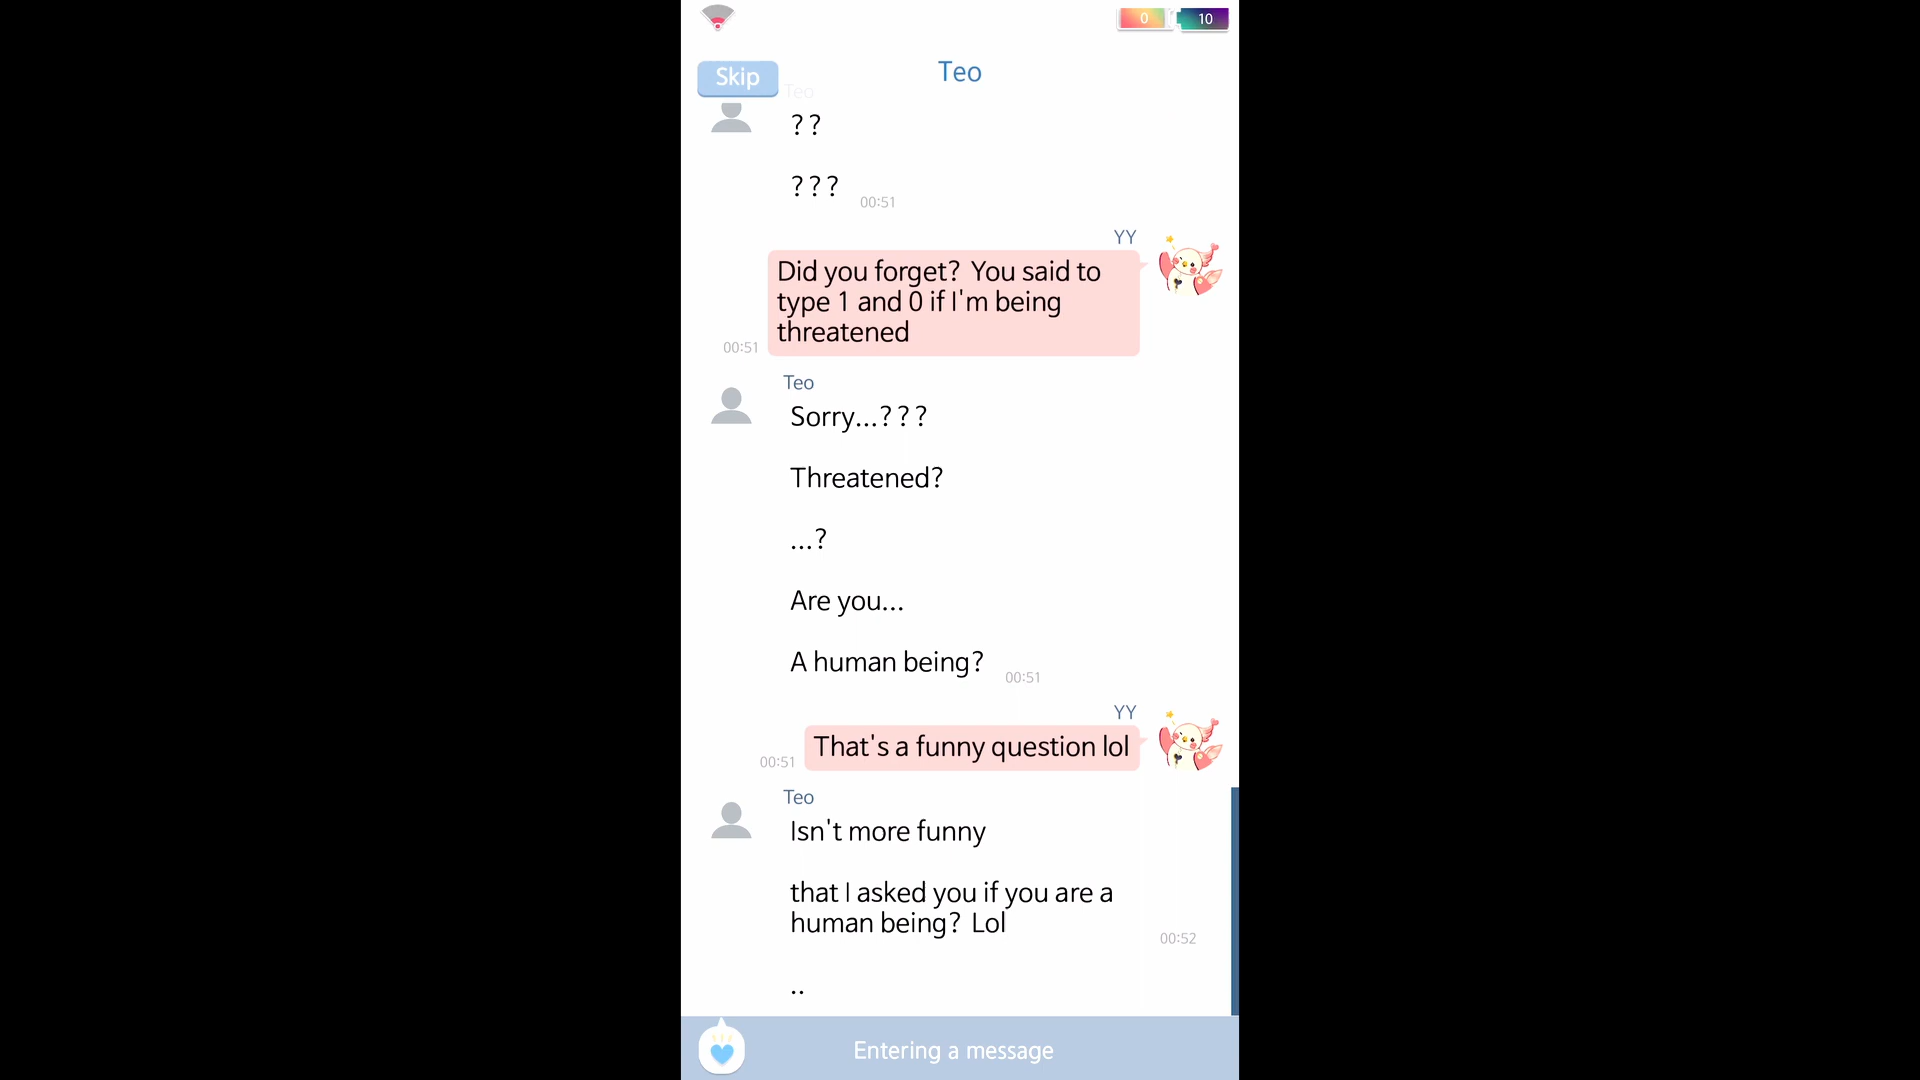 0
10
Skip
Teo
Teo
??
???
00:51
YY
Did you forget? You said to
type 1 and 0 if I'm being
threatened
00:51
Teo
Sorry...???
Threatened?
...?
Are you...
A human being?
00:51
YY
That's a funny question lol
00:51
Teo
Isn't more funny
that I asked you if you are a
human being? Lol
00:52
..
Entering a message